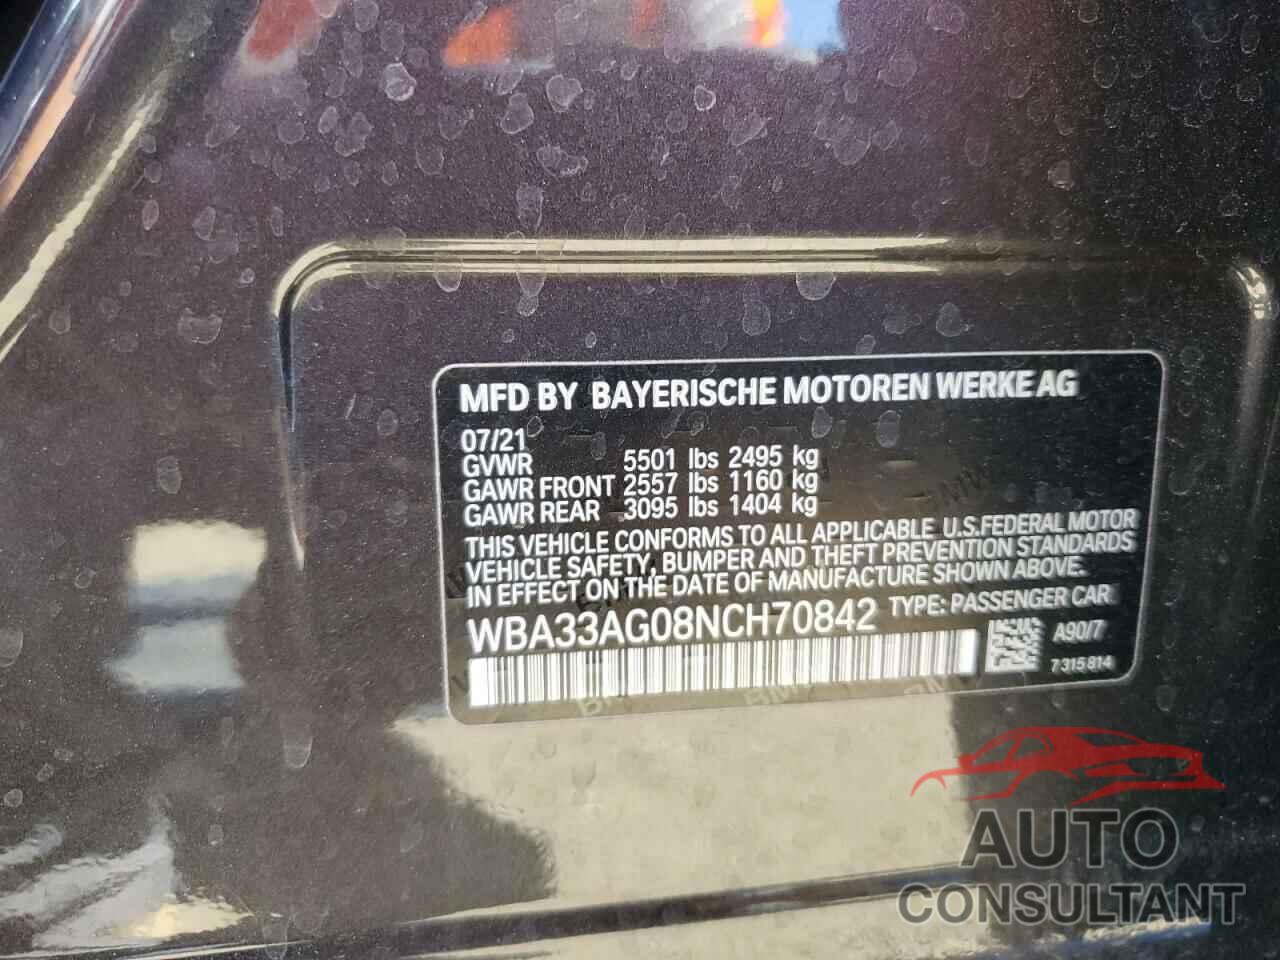 MFD BY BAYERISCHE MOTOREN WERKE AG
07/21
GVWR 5501 lbs 2495 kg
GAWR FRONT 2557 lbs 1160 kg
GAWR REAR 3095 lbs 1404 kg
THIS VEHICLE CONFORMS TO ALL APPLICABLE U.S.FEDERAL MOTOR
VEHICLE SAFETY, BUMPER AND THEFT PREVENTION STANDARDS
IN EFFECT ON THE DATE OF MANUFACTURE SHOWN ABOVE.
WBA33AG08NCH70842 TYPE: PASSENGER CAR
A90/7
7 315 814
AUTO
CONSULTANT